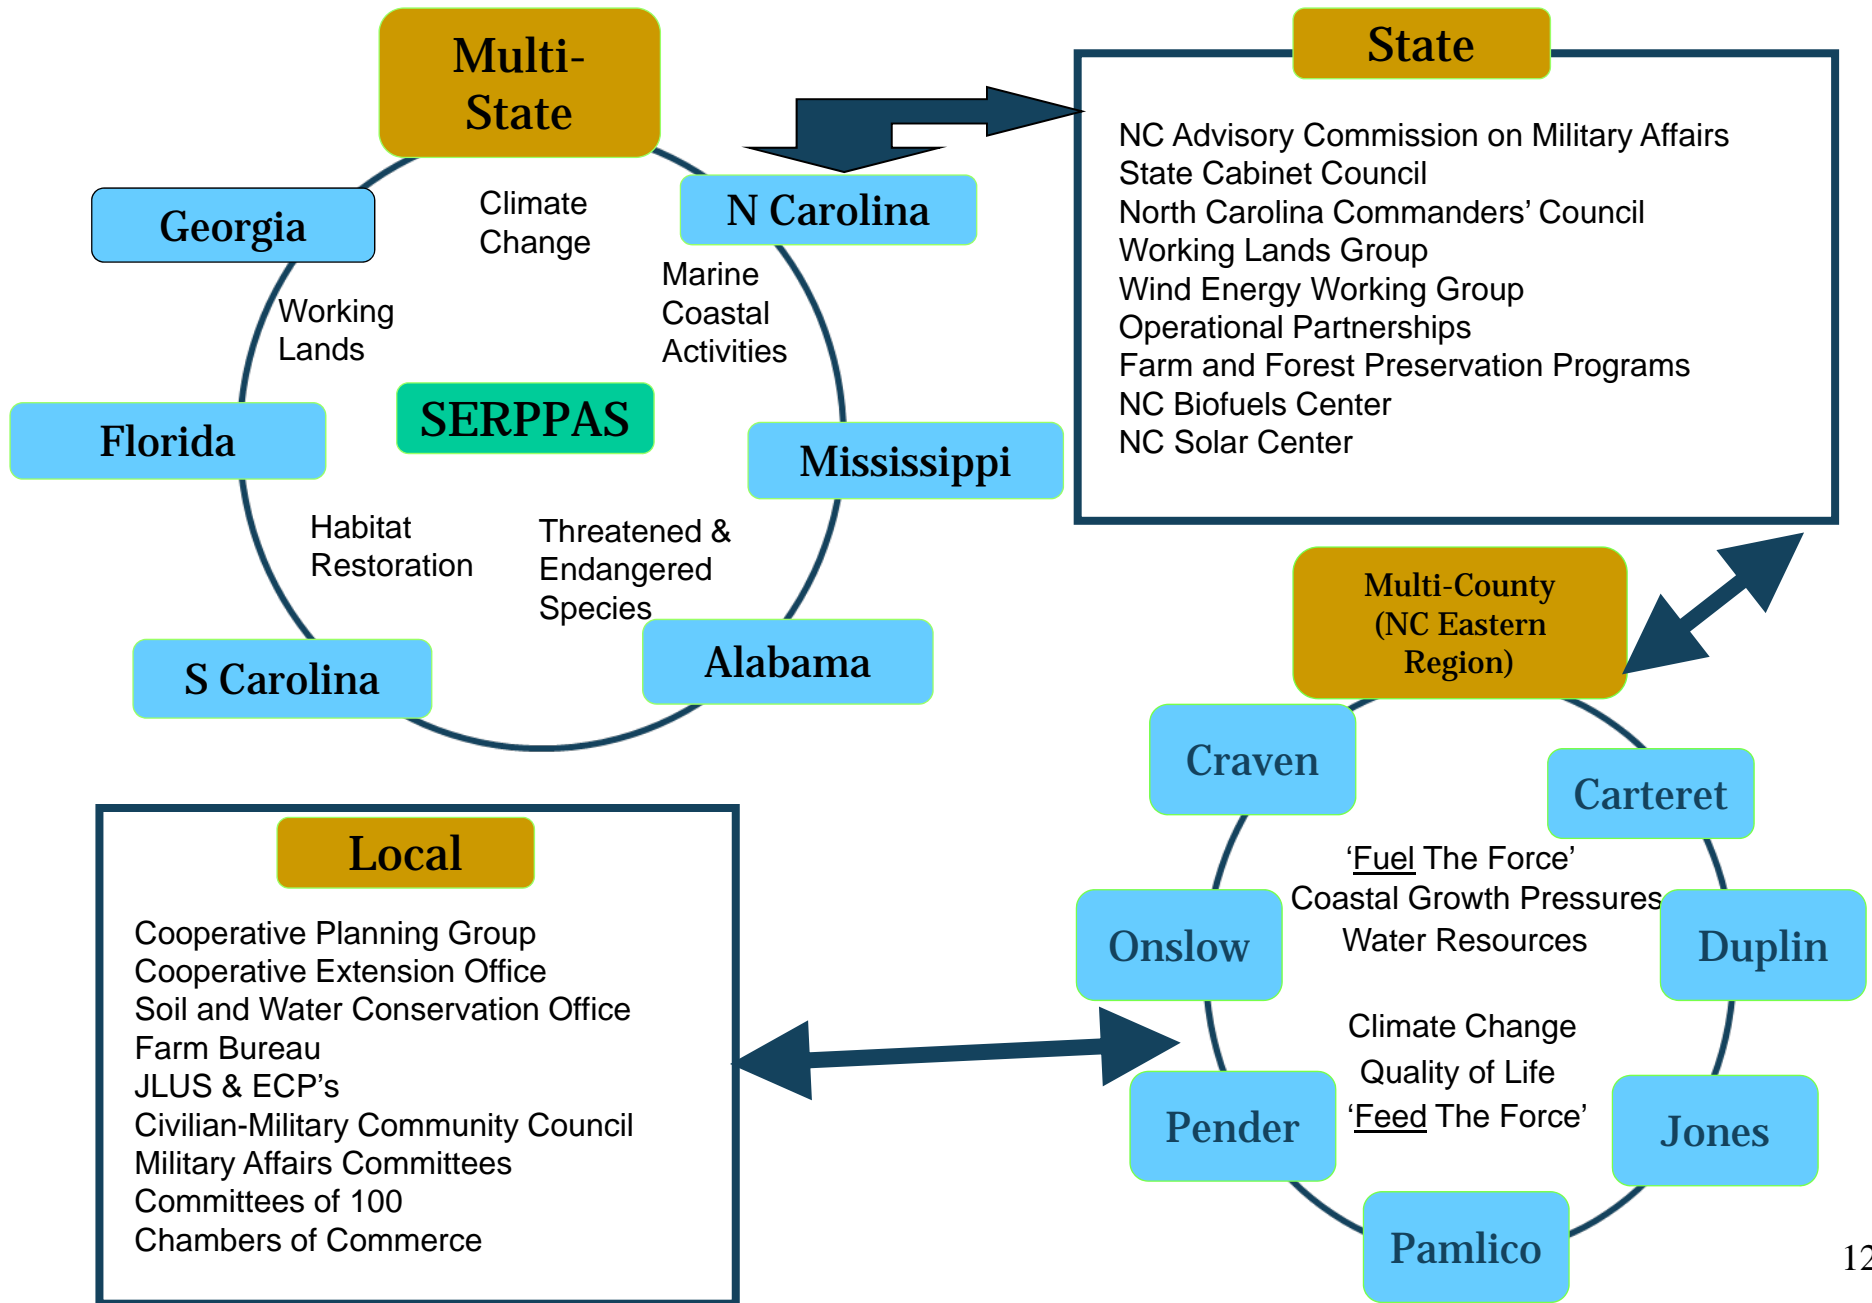 Multi-
State
Georgia
Climate
Change
N Carolina
Working
Lands
Marine
Coastal
Activities
SERPPAS
Florida
Mississippi
Habitat
Restoration
Threatened &
Endangered
Species
S Carolina
Alabama
State
NC Advisory Commission on Military Affairs
State Cabinet Council
North Carolina Commanders’ Council
Working Lands Group
Wind Energy Working Group
Operational Partnerships
Farm and Forest Preservation Programs
NC Biofuels Center
NC Solar Center
Multi-County
(NC Eastern
Region)
Craven
Carteret
‘Fuel The Force’
Coastal Growth Pressures
Water Resources
Onslow
Duplin
Climate Change
Quality of Life
‘Feed The Force’
Pender
Jones
Pamlico
Local
Cooperative Planning Group
Cooperative Extension Office
Soil and Water Conservation Office
Farm Bureau
JLUS & ECP’s
Civilian-Military Community Council
Military Affairs Committees
Committees of 100
Chambers of Commerce
12